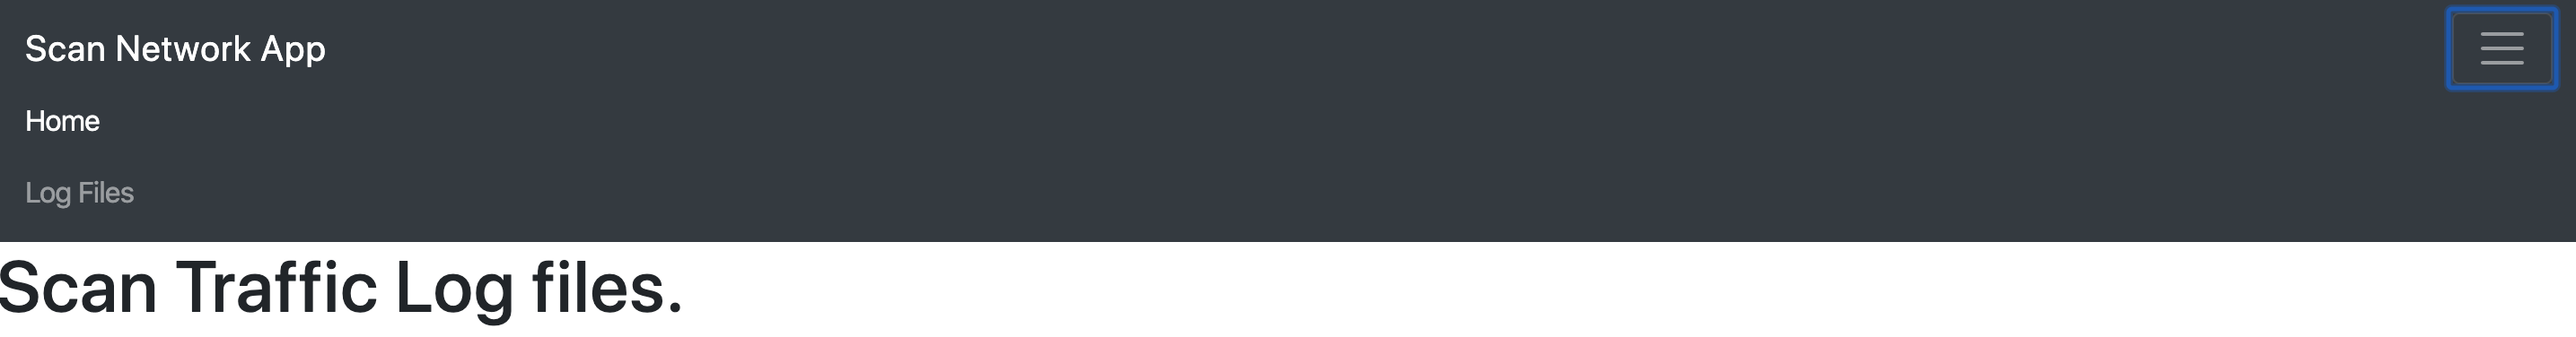 Scan Network App
Home
Log Files
Scan Traffic Log files.